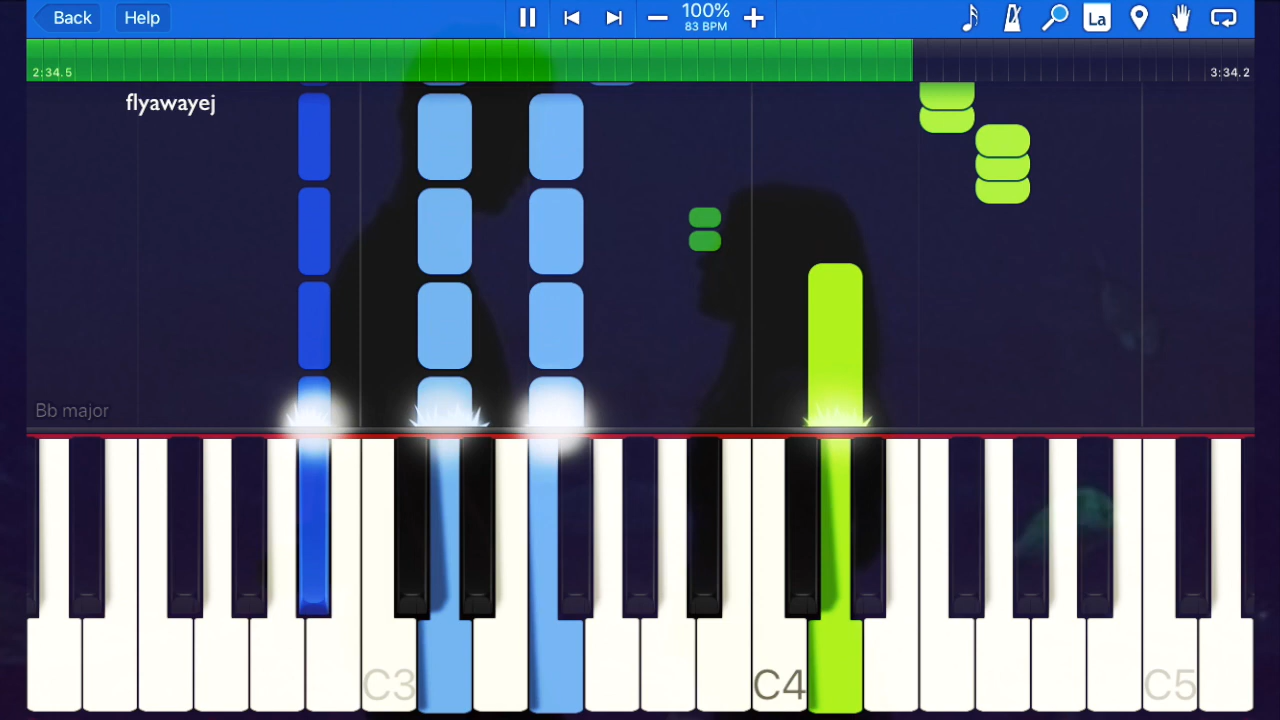 Back
Help
100%
83 BPM
La
2:34.5
3:34.2
flyawayej
Bb major
C3
C4
C5